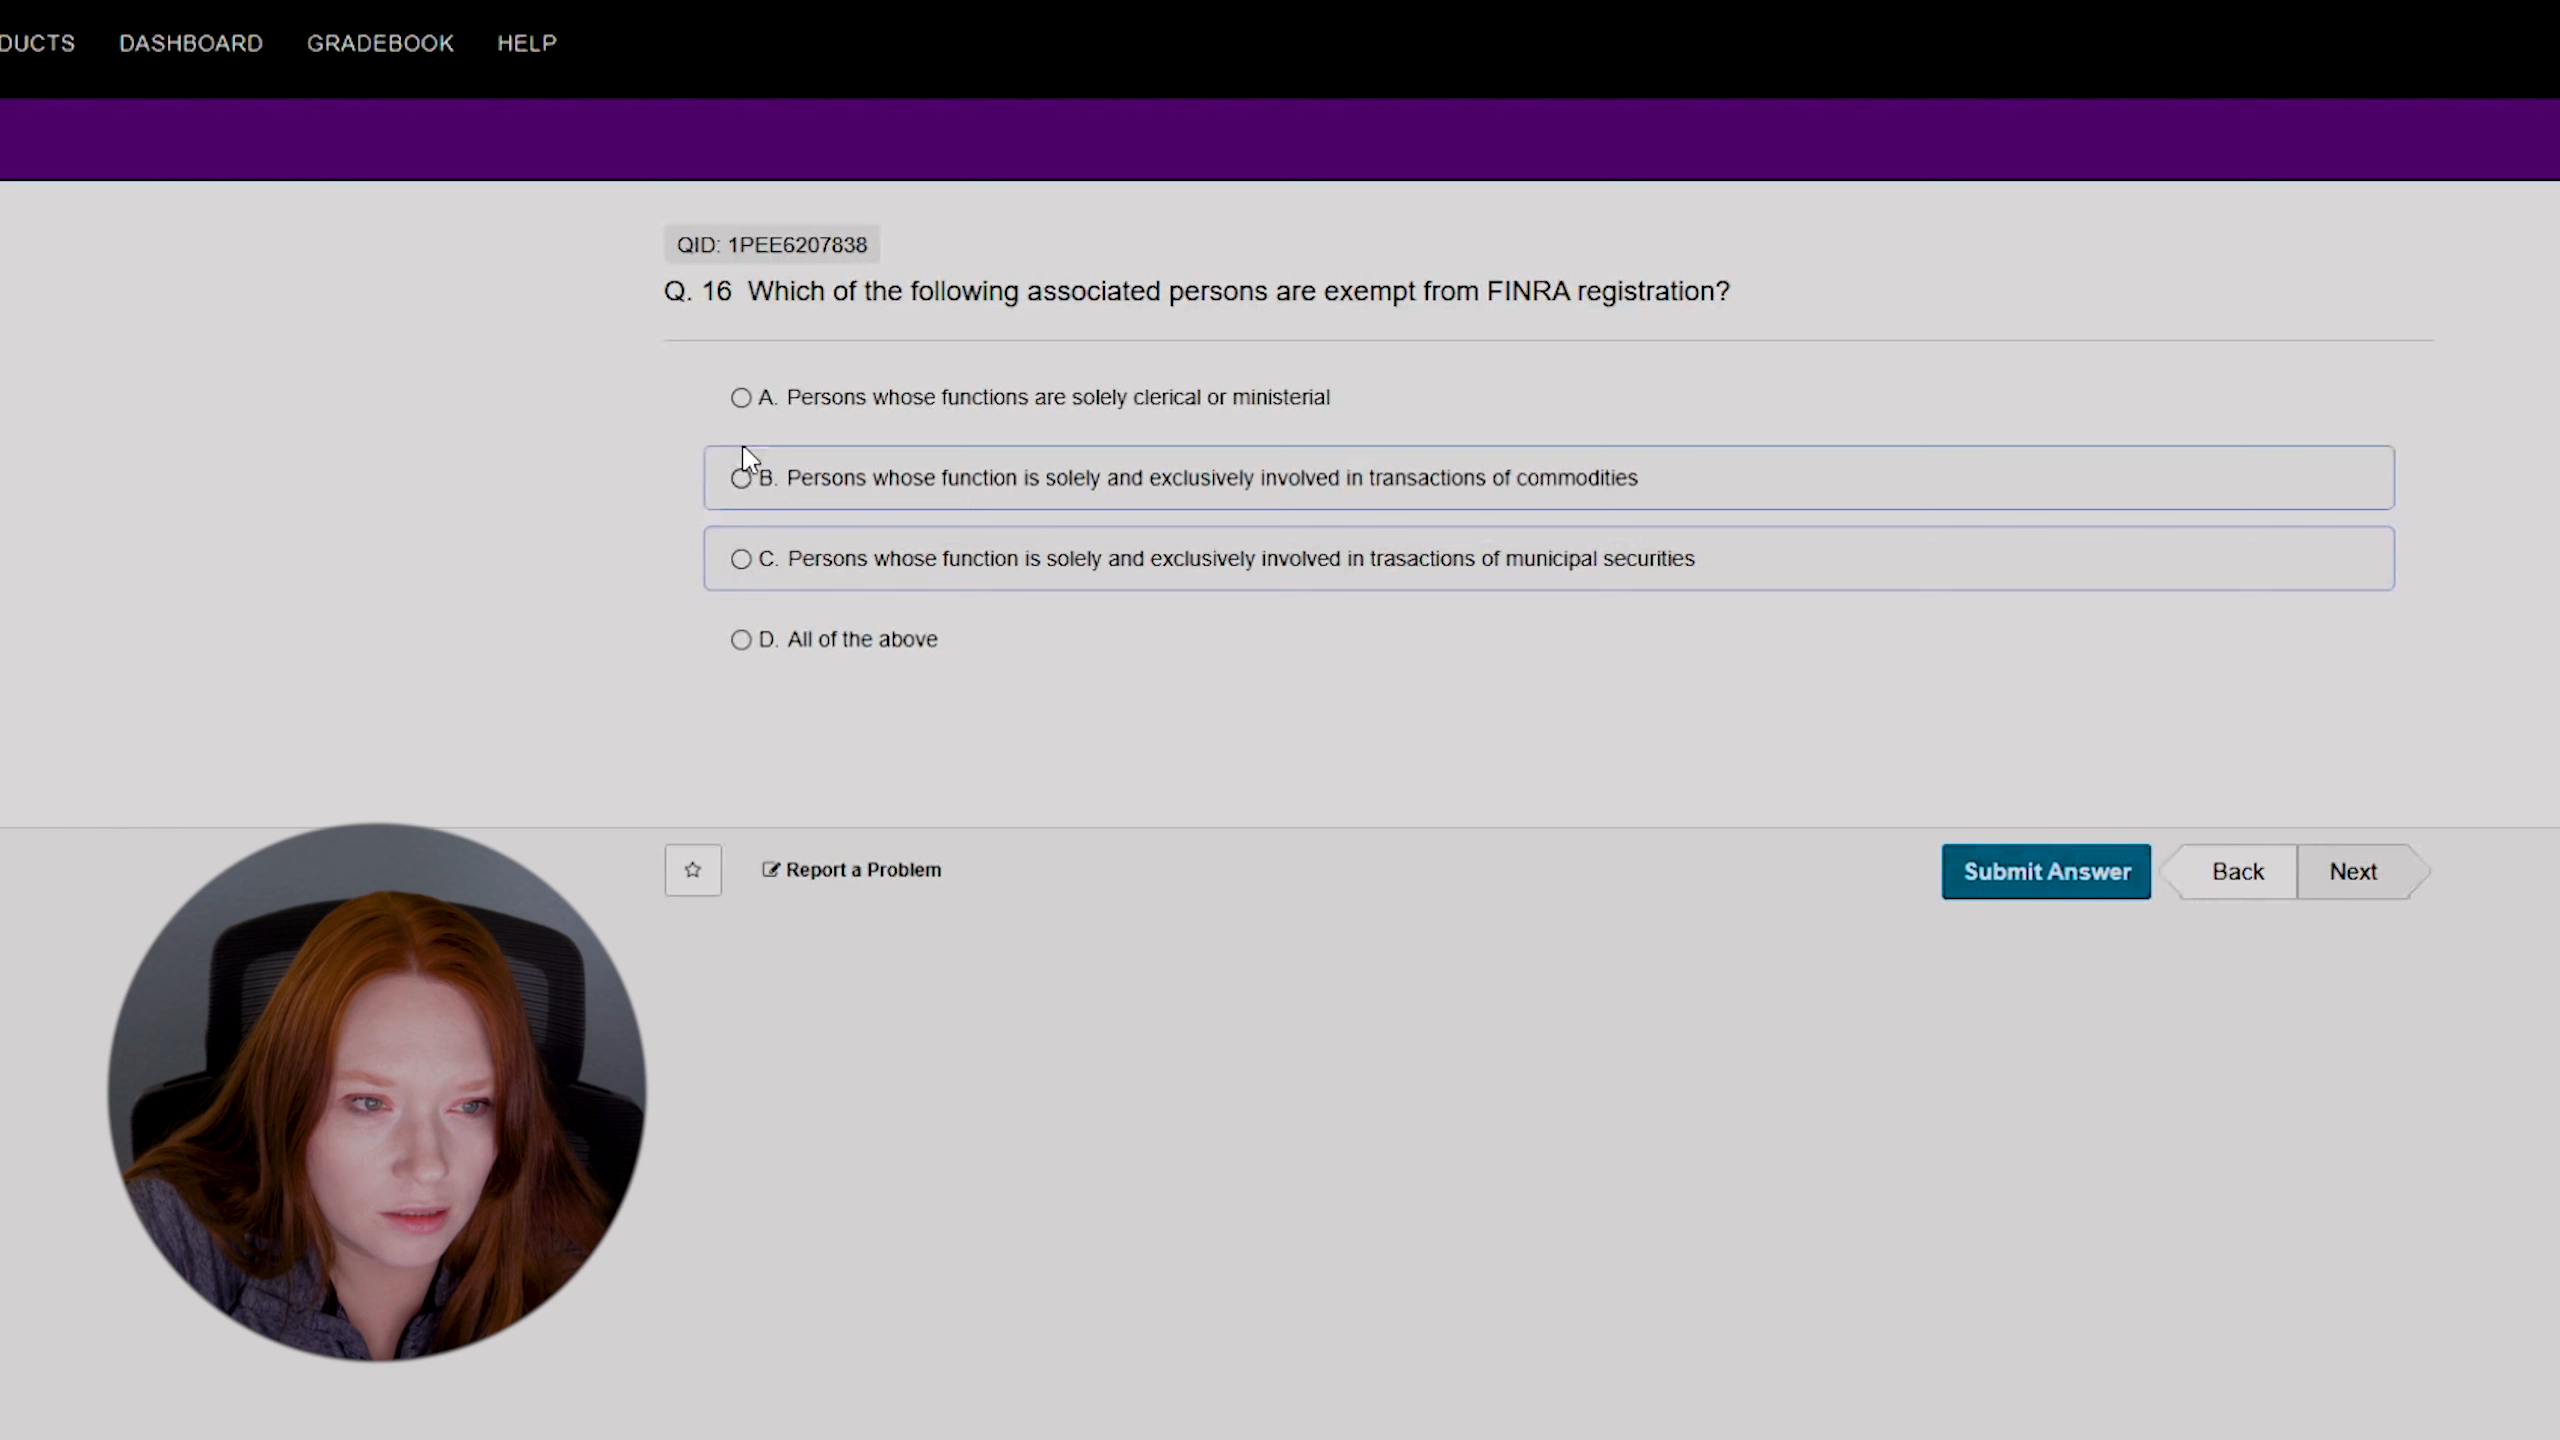 DUCTS DASHBOARD GRADEBOOK HELP
QID: 1PEE6207838
Q. 16 Which of the following associated persons are exempt from FINRA registration?
A. Persons whose functions are solely clerical or ministerial
B. Persons whose function is solely and exclusively involved in transactions of commodities
C. Persons whose function is solely and exclusively involved in trasactions of municipal securities
D. All of the above
Report a Problem
Submit Answer
Back
Next